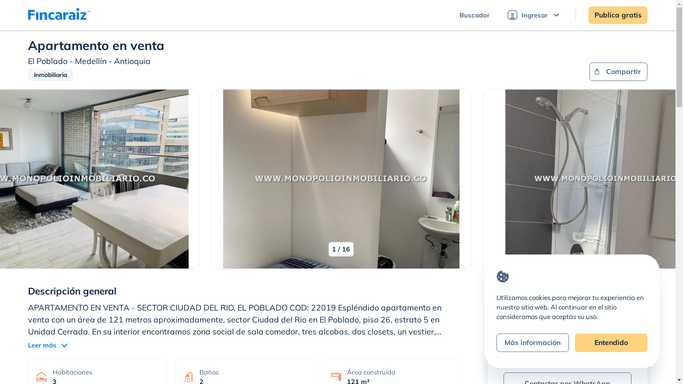 Fincaraiz
Buscador
Ingresar
Publica gratis
Apartamento en venta
El Poblado - Medellín - Antioquia
Inmobiliaria
Compartir
WWW.MONOPOLIOINMOBILIARIO.CO
WWW.MONOPOLIOINMOBILIARIO.CO
WWW.MONOPOLIOINMOBILIARIO
1 / 16
Descripción general
APARTAMENTO EN VENTA - SECTOR CIUDAD DEL RIO, EL POBLADO COD: 22019 Espléndido apartamento en
venta con un área de 121 metros aproximadamente, sector Ciudad del Rio en El Poblado, piso 26, estrato 5 en
Unidad Cerrada. En su interior encontramos zona social de sala comedor, tres alcobas, dos closets, un vestier,...
Leer más
Habitaciones
3
Baños
2
Área construida
121 m²
Utilizamos cookies para mejorar tu experiencia en
nuestro sitio web. Al continuar en el sitio
consideramos que aceptas su uso.
Más información
Entendido
Contactar por WhatsApp